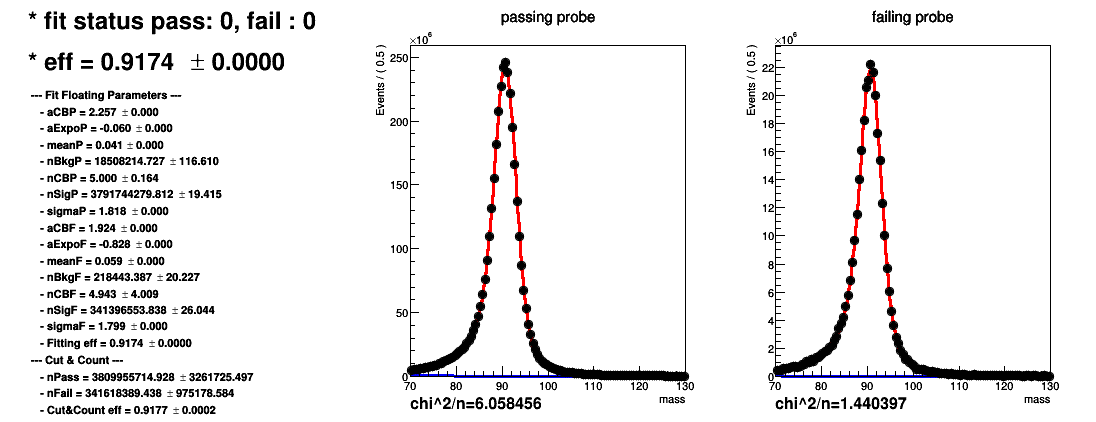 * fit status pass: 0, fail : 0
* eff = 0.9174 ± 0.0000
--- Fit Floating Parameters ---
- aCBP = 2.257 ± 0.000
- aExpoP = -0.060 ± 0.000
- meanP = 0.041 ± 0.000
- nBkgP = 18508214.727 ± 116.610
- nCBP = 5.000 ± 0.164
- nSigP = 3791744279.812 ± 19.415
- sigmaP = 1.818 ± 0.000
- aCBF = 1.924 ± 0.000
- aExpoF = -0.828 ± 0.000
- meanF = 0.059 ± 0.000
- nBkgF = 218443.387 ± 20.227
- nCBF = 4.943 ± 4.009
- nSigF = 341396553.838 ± 26.044
- sigmaF = 1.799 ± 0.000
- Fitting eff = 0.9174 ± 0.0000
--- Cut & Count ---
- nPass = 3809955714.928 ± 3261725.497
- nFail = 341618389.438 ± 975178.584
- Cut&Count eff = 0.9177 ± 0.0002
passing probe
×10⁶
Events / ( 0.5 )
250
200
150
100
50
0
70 80 90 100 110 120 130
mass
chi^2/n=6.058456
failing probe
×10⁶
Events / ( 0.5 )
22
20
18
16
14
12
10
8
6
4
2
0
70 80 90 100 110 120 130
mass
chi^2/n=1.440397